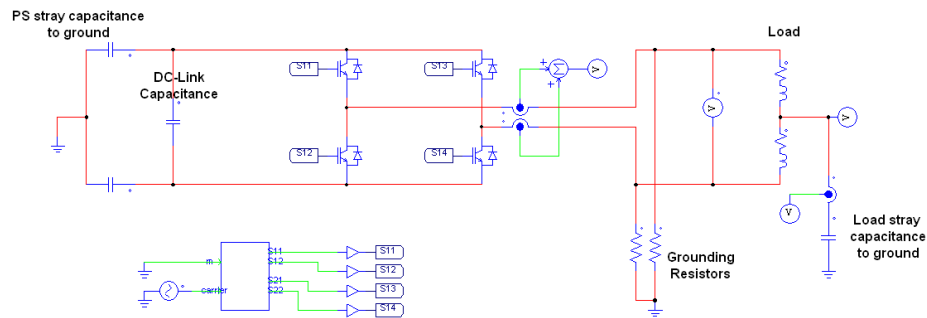 PS stray capacitance
to ground
DC-Link
Capacitance
S11
S13
S12
S14
+
+
Σ
V
Load
V
V
V
Load stray
capacitance
to ground
Grounding
Resistors
m
carrier
S11
S12
S21
S22
S11
S12
S13
S14